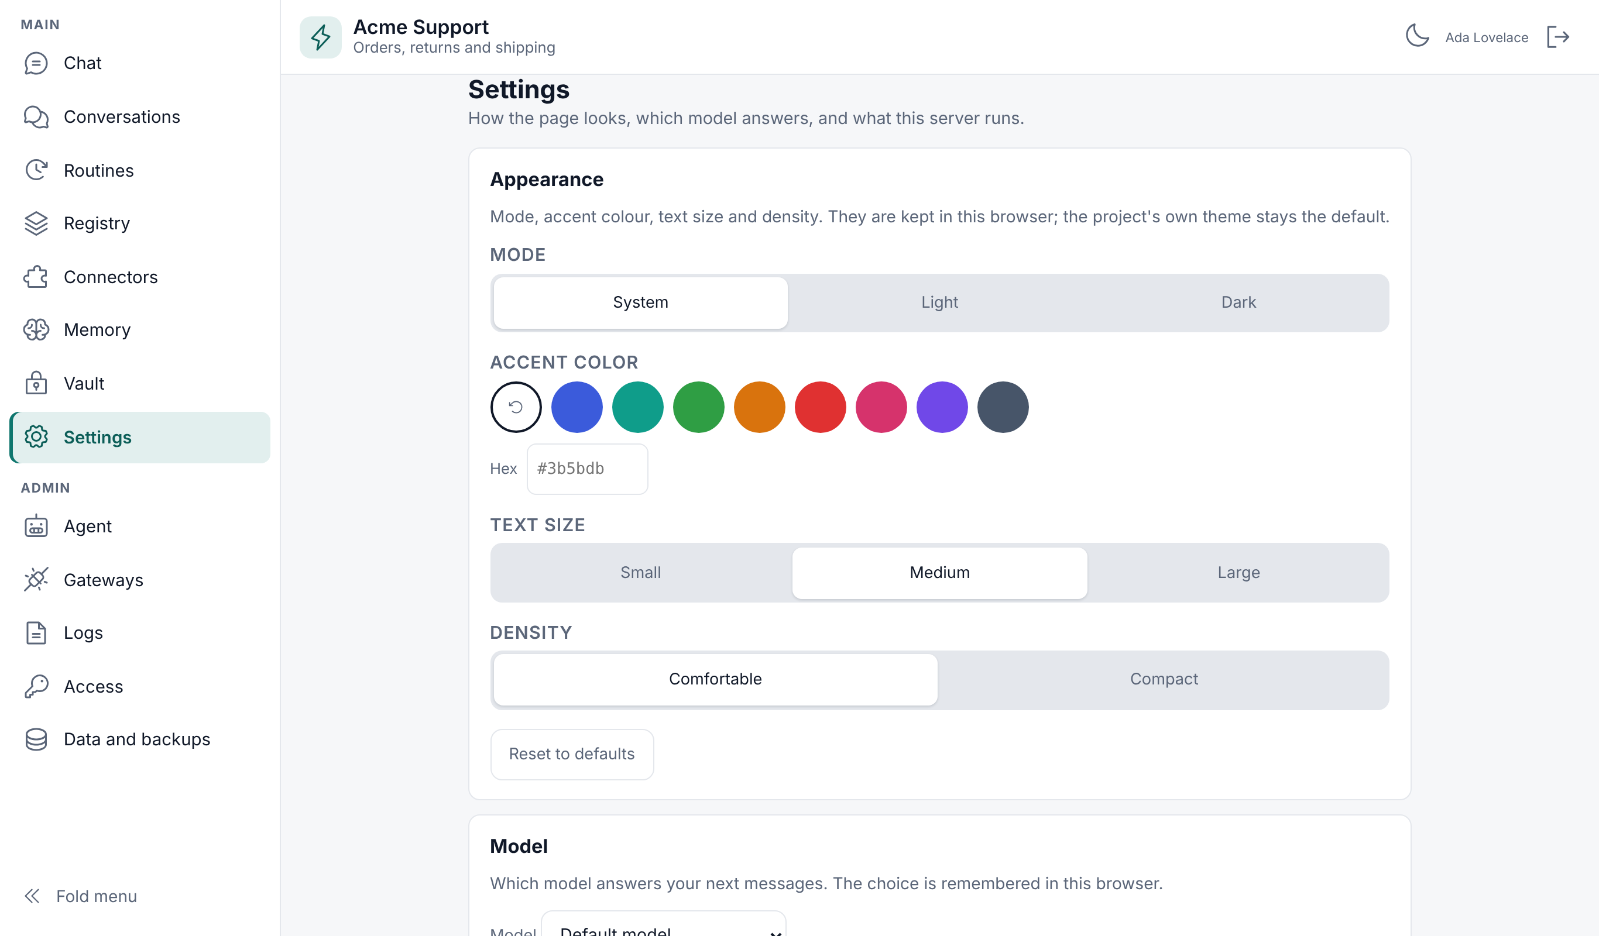 MAIN
Chat
Conversations
Routines
Registry
Connectors
Memory
Vault
Settings
ADMIN
Agent
Gateways
Logs
Access
Data and backups
Fold menu
Acme Support
Orders, returns and shipping
Ada Lovelace
Settings
How the page looks, which model answers, and what this server runs.
Appearance
Mode, accent colour, text size and density. They are kept in this browser; the project's own theme stays the default.
MODE
System Light Dark
ACCENT COLOR
Hex #3b5bdb
TEXT SIZE
Small Medium Large
DENSITY
Comfortable Compact
Reset to defaults
Model
Which model answers your next messages. The choice is remembered in this browser.
Model Default model